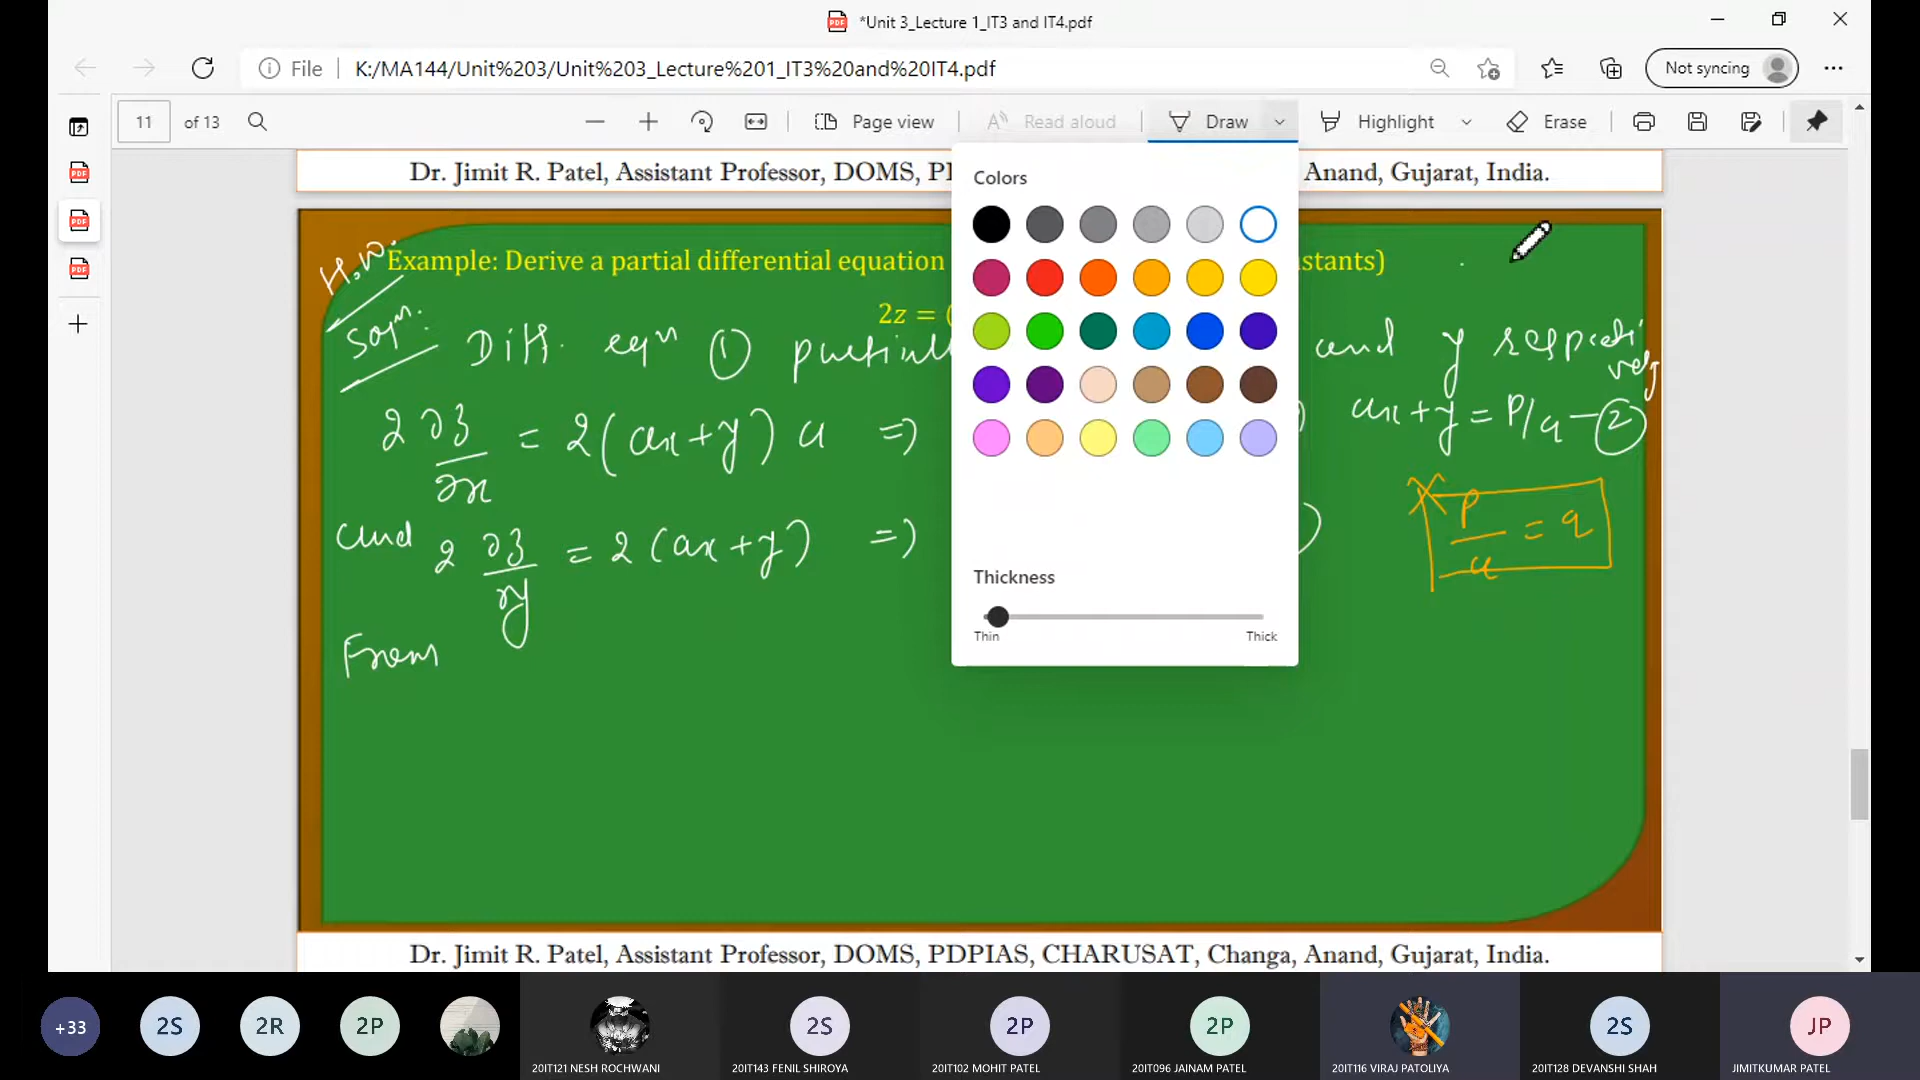 *Unit 3_Lecture 1_IT3 and IT4.pdf
File K:/MA144/Unit%203/Unit%203_Lecture%201_IT3%20and%20IT4.pdf
Not syncing
11 of 13
Page view
Read aloud
Draw
Highlight
Erase
Dr. Jimit R. Patel, Assistant Professor, DOMS, Anand, Gujarat, India.
Colors
Thickness
Thin Thick
H.W.
Example: Derive a partial differential equation stants)
2z = (
Solⁿ: Diff. eqⁿ ① and y respectively
2 ∂z/∂x = 2(ax+y) a => ax+y = p/a — ②
p/a = q
and 2 ∂z/∂y = 2(ax+y) =>
From
Dr. Jimit R. Patel, Assistant Professor, DOMS, PDPIAS, CHARUSAT, Changa, Anand, Gujarat, India.
+33 2S 2R 2P 2S 2P 2P 2S JP
20IT121 NESH ROCHWANI
20IT143 FENIL SHIROYA
20IT102 MOHIT PATEL
20IT096 JAINAM PATEL
20IT116 VIRAJ PATOLIYA
20IT128 DEVANSHI SHAH
JIMITKUMAR PATEL